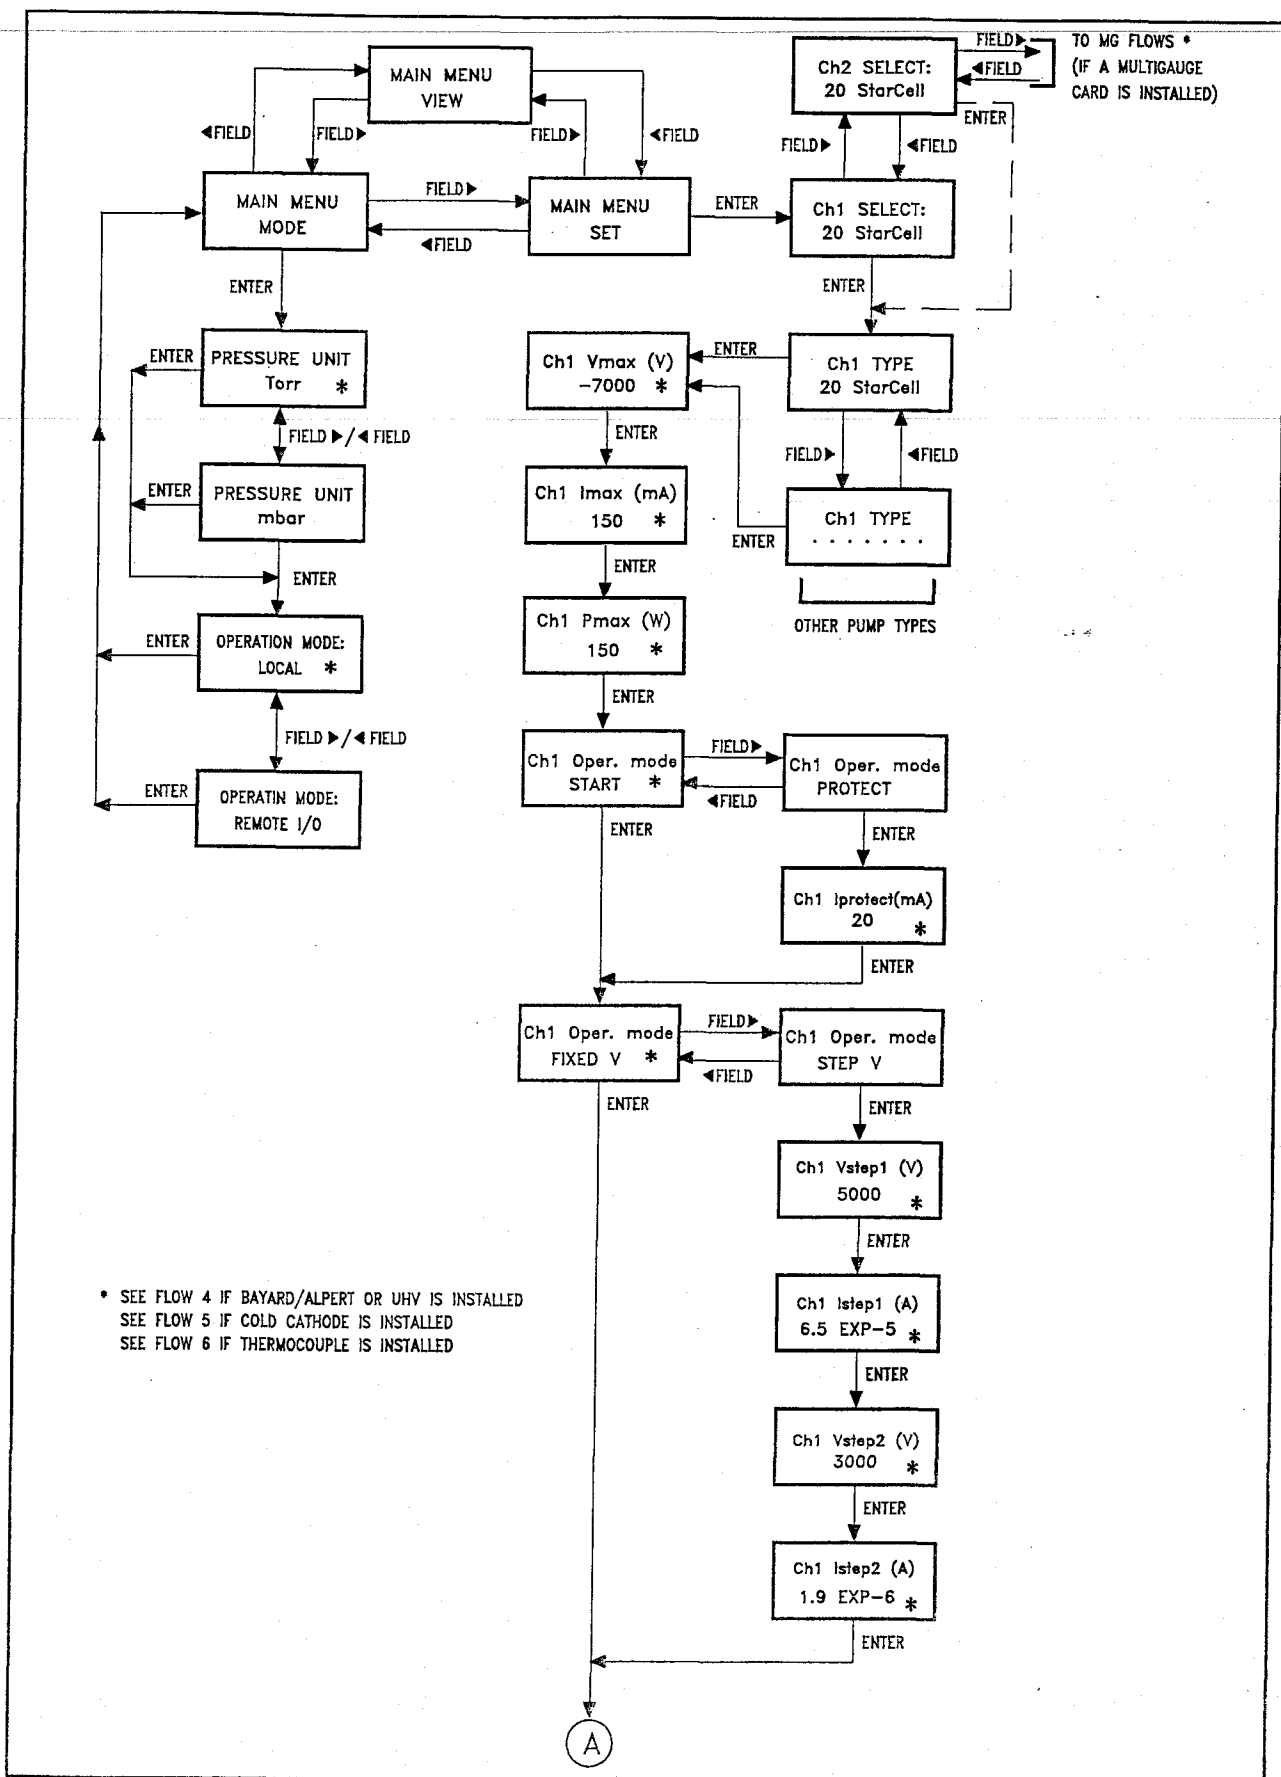 MAIN MENU
VIEW
◀FIELD
FIELD▶
FIELD▶
◀FIELD
MAIN MENU
MODE
FIELD▶
◀FIELD
MAIN MENU
SET
ENTER
Ch2 SELECT:
20 StarCell
FIELD▶
◀FIELD
TO MG FLOWS *
(IF A MULTIGAUGE
CARD IS INSTALLED)
ENTER
FIELD▶
◀FIELD
Ch1 SELECT:
20 StarCell
ENTER
ENTER
PRESSURE UNIT
Torr *
ENTER
FIELD ▶/◀ FIELD
PRESSURE UNIT
mbar
ENTER
ENTER
OPERATION MODE:
LOCAL *
ENTER
FIELD ▶/◀ FIELD
OPERATIN MODE:
REMOTE I/O
ENTER
Ch1 TYPE
20 StarCell
ENTER
FIELD▶
◀FIELD
Ch1 TYPE
. . . . . . .
ENTER
OTHER PUMP TYPES
Ch1 Vmax (V)
-7000 *
ENTER
Ch1 Imax (mA)
150 *
ENTER
Ch1 Pmax (W)
150 *
ENTER
Ch1 Oper. mode
START *
FIELD▶
◀FIELD
Ch1 Oper. mode
PROTECT
ENTER
ENTER
Ch1 Iprotect(mA)
20 *
ENTER
Ch1 Oper. mode
FIXED V *
FIELD▶
◀FIELD
Ch1 Oper. mode
STEP V
ENTER
ENTER
Ch1 Vstep1 (V)
5000 *
ENTER
Ch1 Istep1 (A)
6.5 EXP-5 *
ENTER
Ch1 Vstep2 (V)
3000 *
ENTER
Ch1 Istep2 (A)
1.9 EXP-6 *
ENTER
* SEE FLOW 4 IF BAYARD/ALPERT OR UHV IS INSTALLED
SEE FLOW 5 IF COLD CATHODE IS INSTALLED
SEE FLOW 6 IF THERMOCOUPLE IS INSTALLED
A